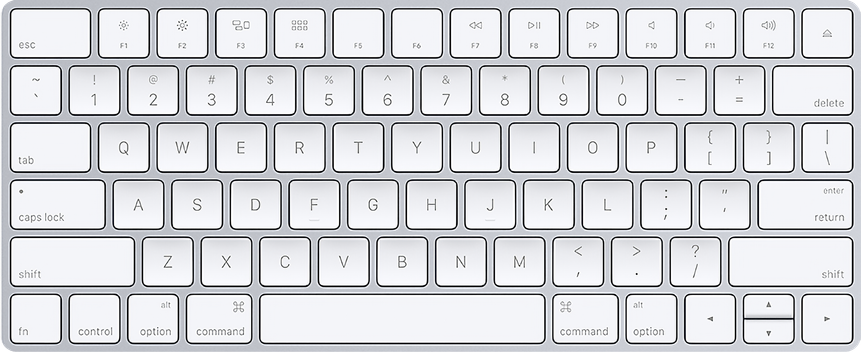 esc F1 F2 F3 F4 F5 F6 F7 F8 F9 F10 F11 F12
~ ! @ # $ % ^ & * ( ) — +
` 1 2 3 4 5 6 7 8 9 0 - = delete
tab Q W E R T Y U I O P { [ } ] | \
caps lock A S D F G H J K L : ; " ' enter return
shift Z X C V B N M < , > . ? / shift
fn control alt option ⌘ command ⌘ command alt option ◂ ▴ ▾ ▸